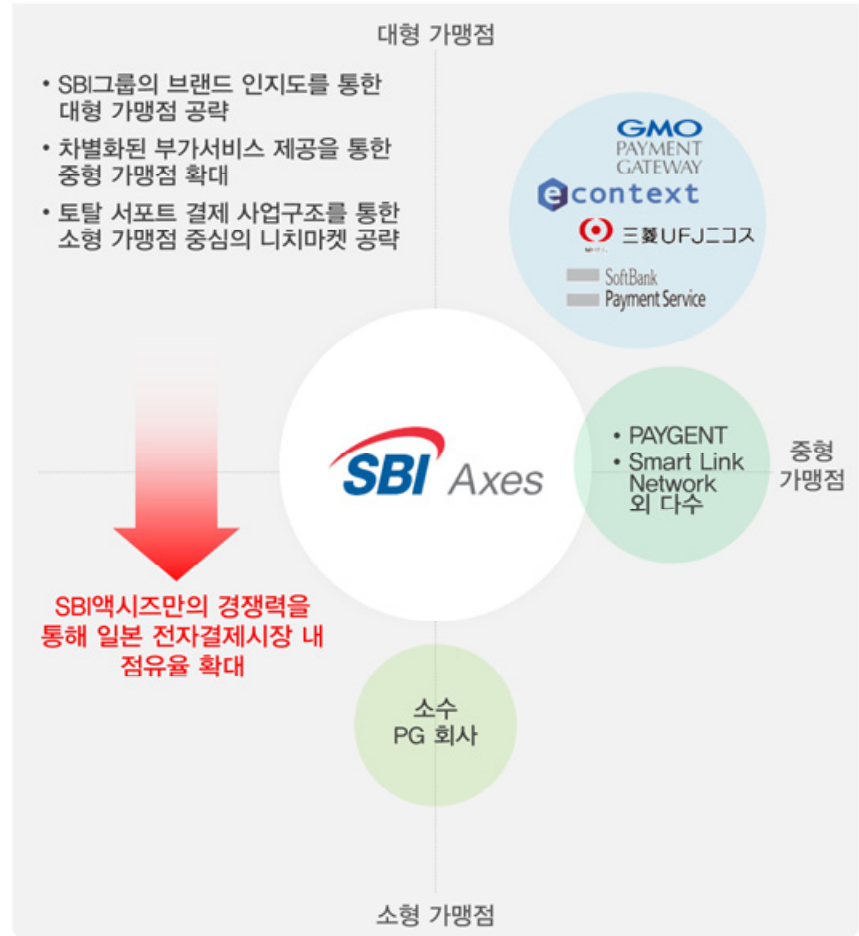 대형 가맹점
• SBI그룹의 브랜드 인지도를 통한
대형 가맹점 공략
• 차별화된 부가서비스 제공을 통한
중형 가맹점 확대
• 토탈 서포트 결제 사업구조를 통한
소형 가맹점 중심의 니치마켓 공략
GMO
PAYMENT
GATEWAY
econtext
三菱UFJニコス
SoftBank
Payment Service
SBI Axes
• PAYGENT
• Smart Link
Network
외 다수
중형
가맹점
SBI액시즈만의 경쟁력을
통해 일본 전자결제시장 내
점유율 확대
소수
PG 회사
소형 가맹점